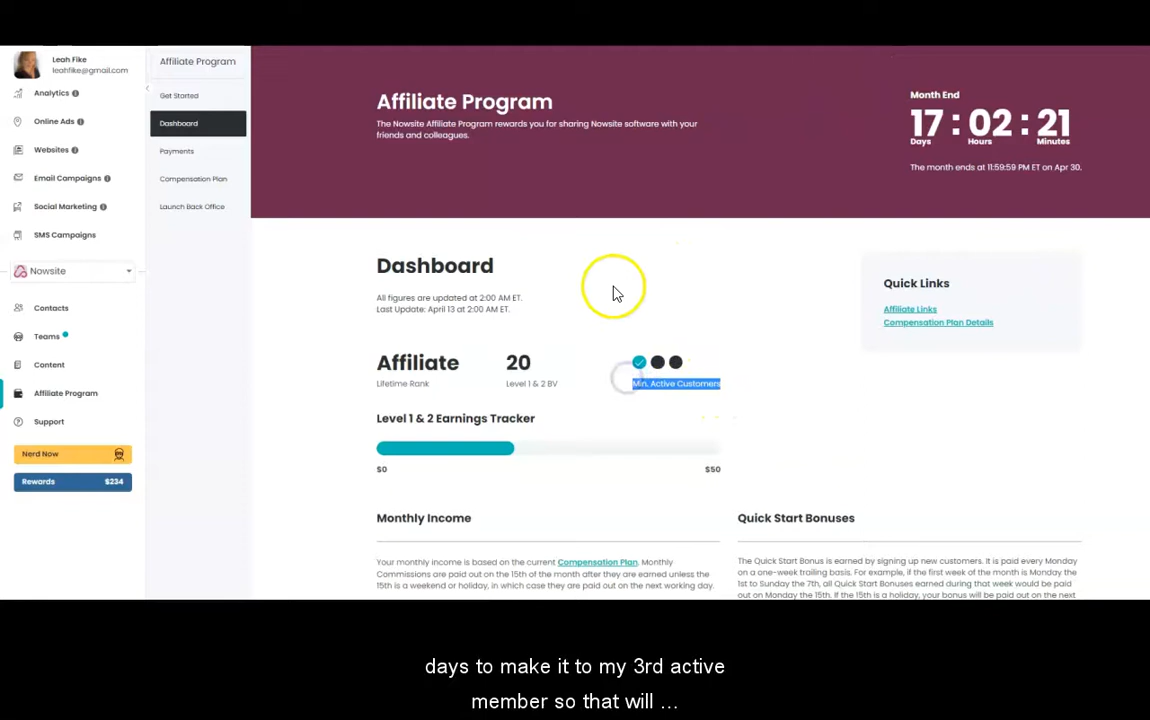 Leah Fike
leahfike@gmail.com
Analytics
Online Ads
Websites
Email Campaigns
Social Marketing
SMS Campaigns
Nowsite
Contacts
Teams
Content
Affiliate Program
Support
Nerd Now
Rewards $234
Affiliate Program
Get Started
Dashboard
Payments
Compensation Plan
Launch Back Office
Affiliate Program
The Nowsite Affiliate Program rewards you for sharing Nowsite software with your
friends and colleagues.
Month End
17 : 02 : 21
Days Hours Minutes
The month ends at 11:59:59 PM ET on Apr 30.
Dashboard
All figures are updated at 2:00 AM ET.
Last Update: April 13 at 2:00 AM ET.
Quick Links
Affiliate Links
Compensation Plan Details
Affiliate 20
Lifetime Rank Level 1 & 2 BV Min. Active Customers
Level 1 & 2 Earnings Tracker
$0 $50
Monthly Income
Your monthly income is based on the current Compensation Plan. Monthly
Commissions are paid out on the 15th of the month after they are earned unless the
15th is a weekend or holiday, in which case they are paid out on the next working day.
Quick Start Bonuses
The Quick Start Bonus is earned by signing up new customers. It is paid every Monday
on a one-week trailing basis. For example, if the first week of the month is Monday the
1st to Sunday the 7th, all Quick Start Bonuses earned during that week would be paid
out on Monday the 15th. If the 15th is a holiday, your bonus will be paid out on the next
days to make it to my 3rd active
member so that will ...